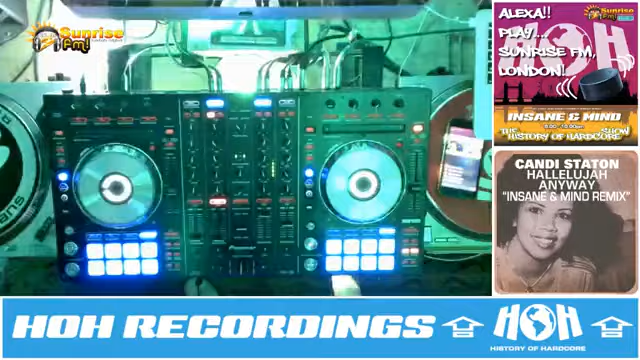 Sunrise
Fm!
ALEXA!!
PLAY...
SUNRISE FM,
LONDON!
Sunrise
HOH
INSANE & MIND
THE HISTORY OF HARDCORE SHOW
CANDI STATON
HALLELUJAH
ANYWAY
"INSANE & MIND REMIX"
HOH RECORDINGS
HOH
HISTORY OF HARDCORE